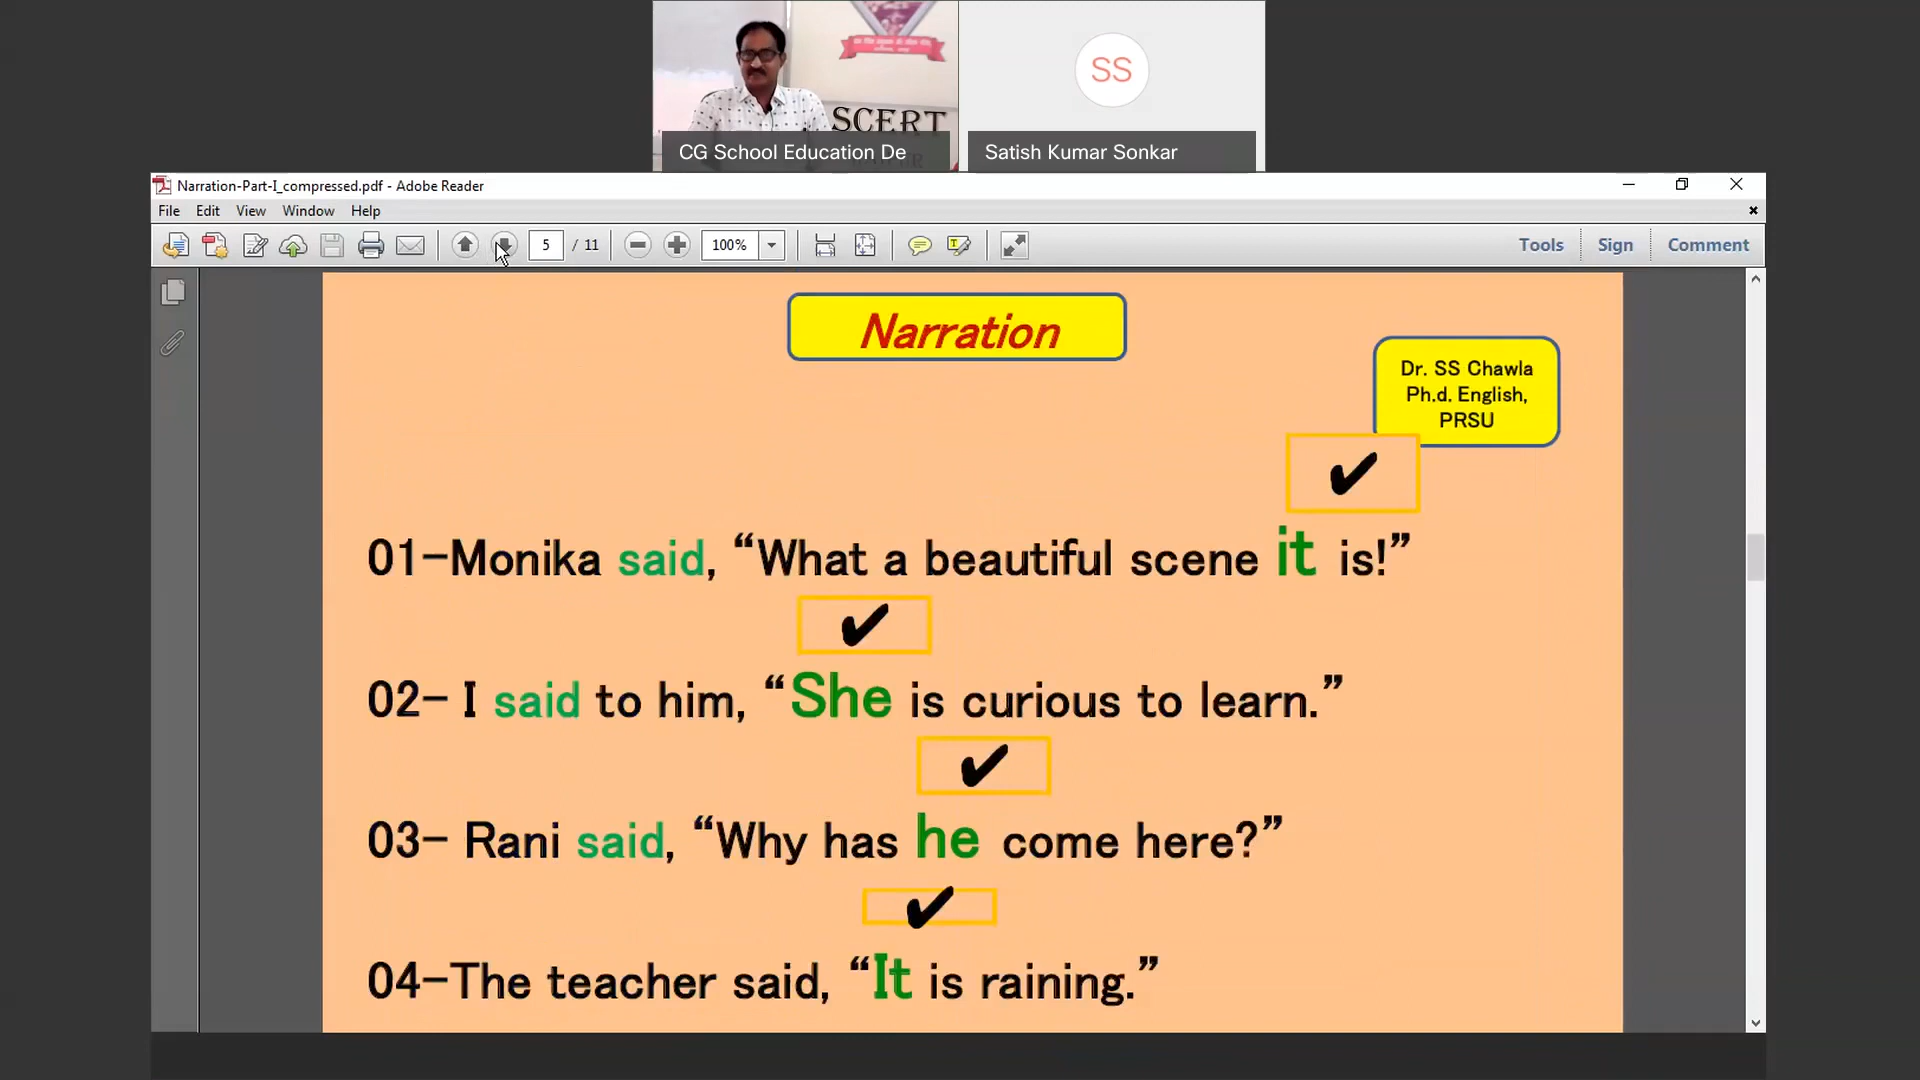 SCERT
SS
CG School Education De
Satish Kumar Sonkar
Narration-Part-I_compressed.pdf - Adobe Reader
File Edit View Window Help
5 / 11 100% Tools Sign Comment
Narration
Dr. SS Chawla
Ph.d. English,
PRSU
01-Monika said, “What a beautiful scene it is!”
02- I said to him, “She is curious to learn.”
03- Rani said, “Why has he come here?”
04-The teacher said, “It is raining.”